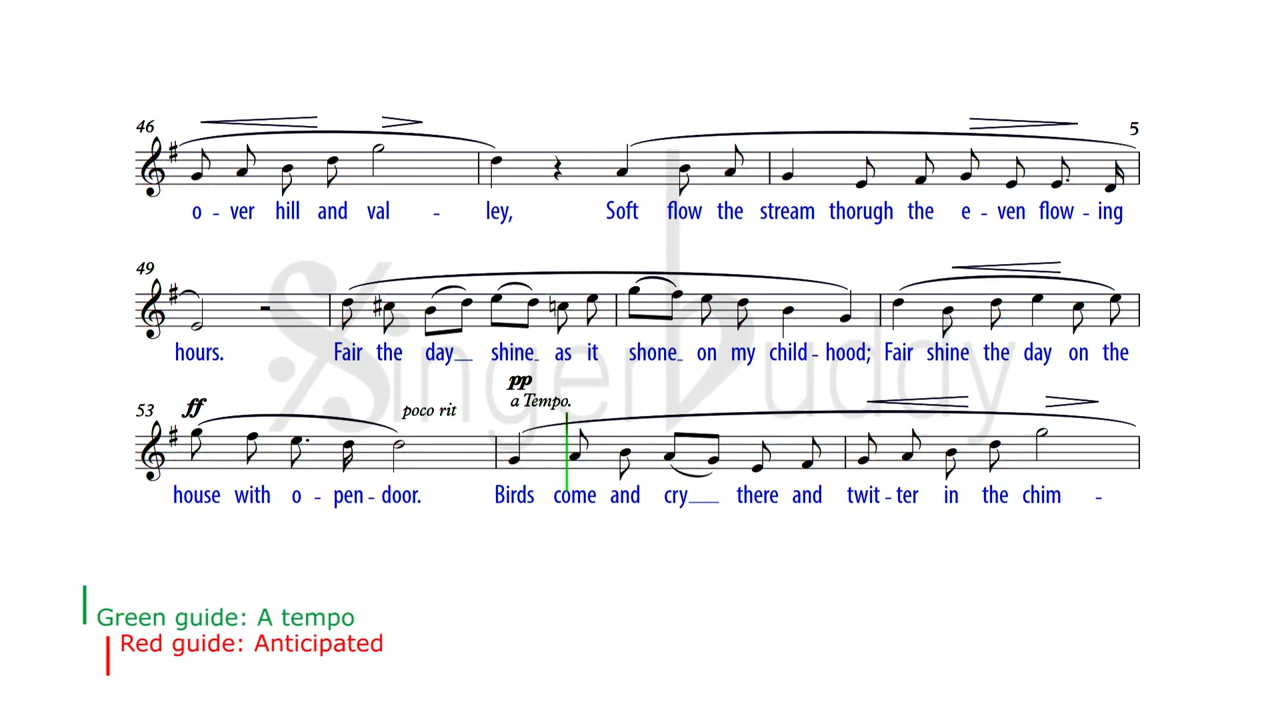 46
5
o - ver hill and val - ley, Soft flow the stream thorugh the e - ven flow - ing
49
hours. Fair the day shine as it shone on my child - hood; Fair shine the day on the
pp
53 ff poco rit a Tempo.
house with o - pen - door. Birds come and cry there and twit - ter in the chim -
SingerBuddy
Green guide: A tempo
Red guide: Anticipated